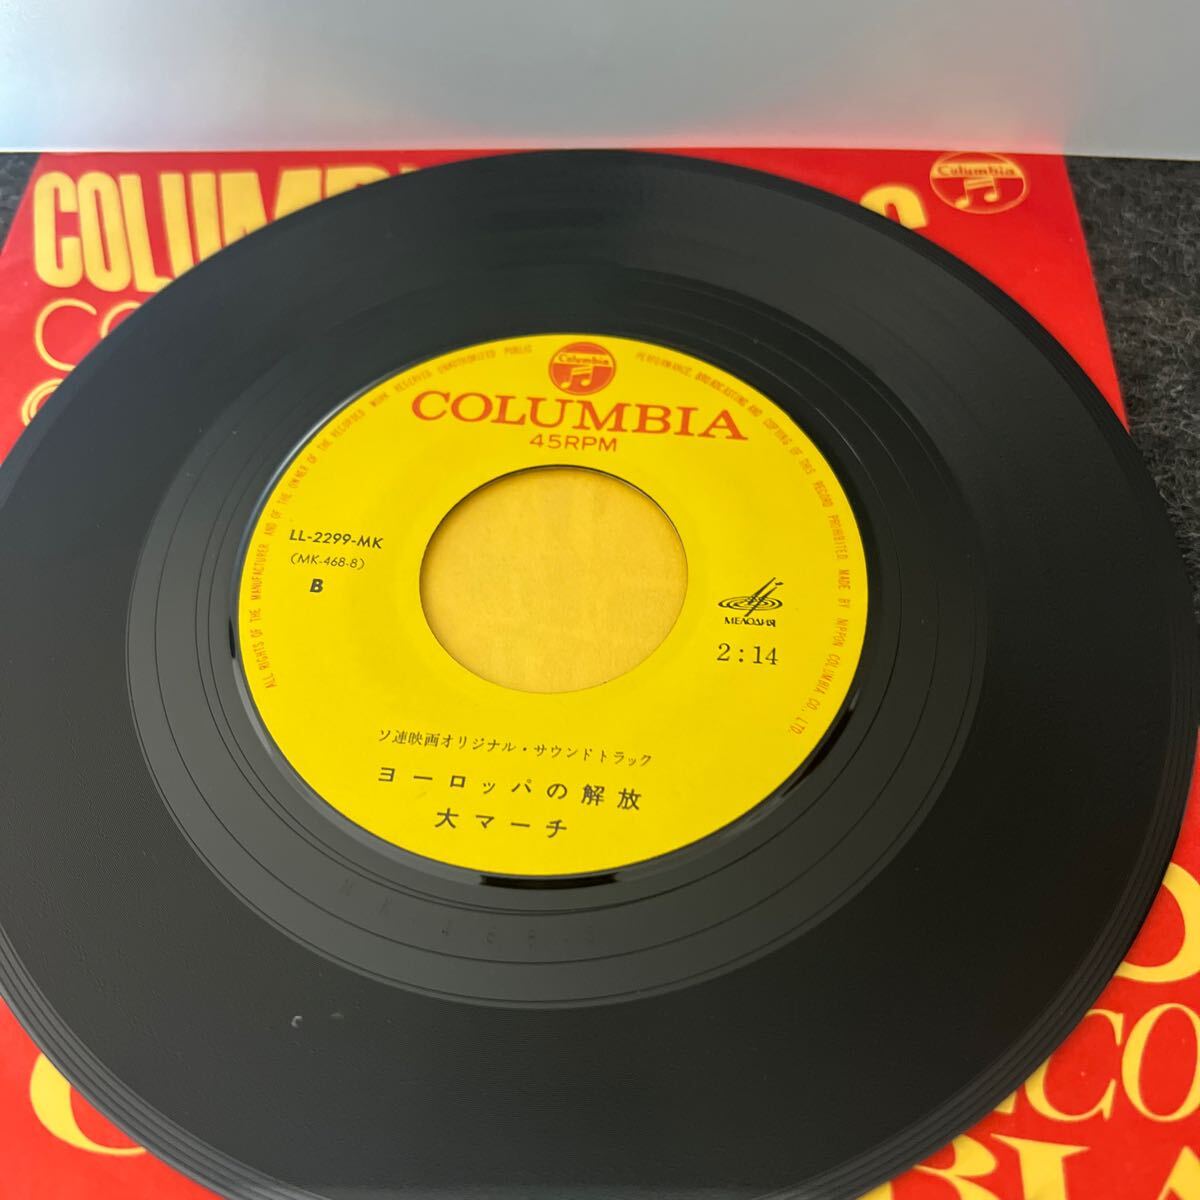 COLUM
Columbia
Columbia
COLUMBIA
45RPM
ALL RIGHTS OF THE MANUFACTURER AND OF THE OWNER OF THE RECORDED WORK RESERVED. UNAUTHORIZED PUBLIC PERFORMANCE, BROADCASTING AND COPYING OF THIS RECORD PROHIBITED. MADE BY NIPPON COLUMBIA CO., LTD.
LL-2299-MK
(MK-468-8)
B
МЕЛОДИЯ
2:14
ソ連映画オリジナル・サウンドトラック
ヨーロッパの解放
大マーチ